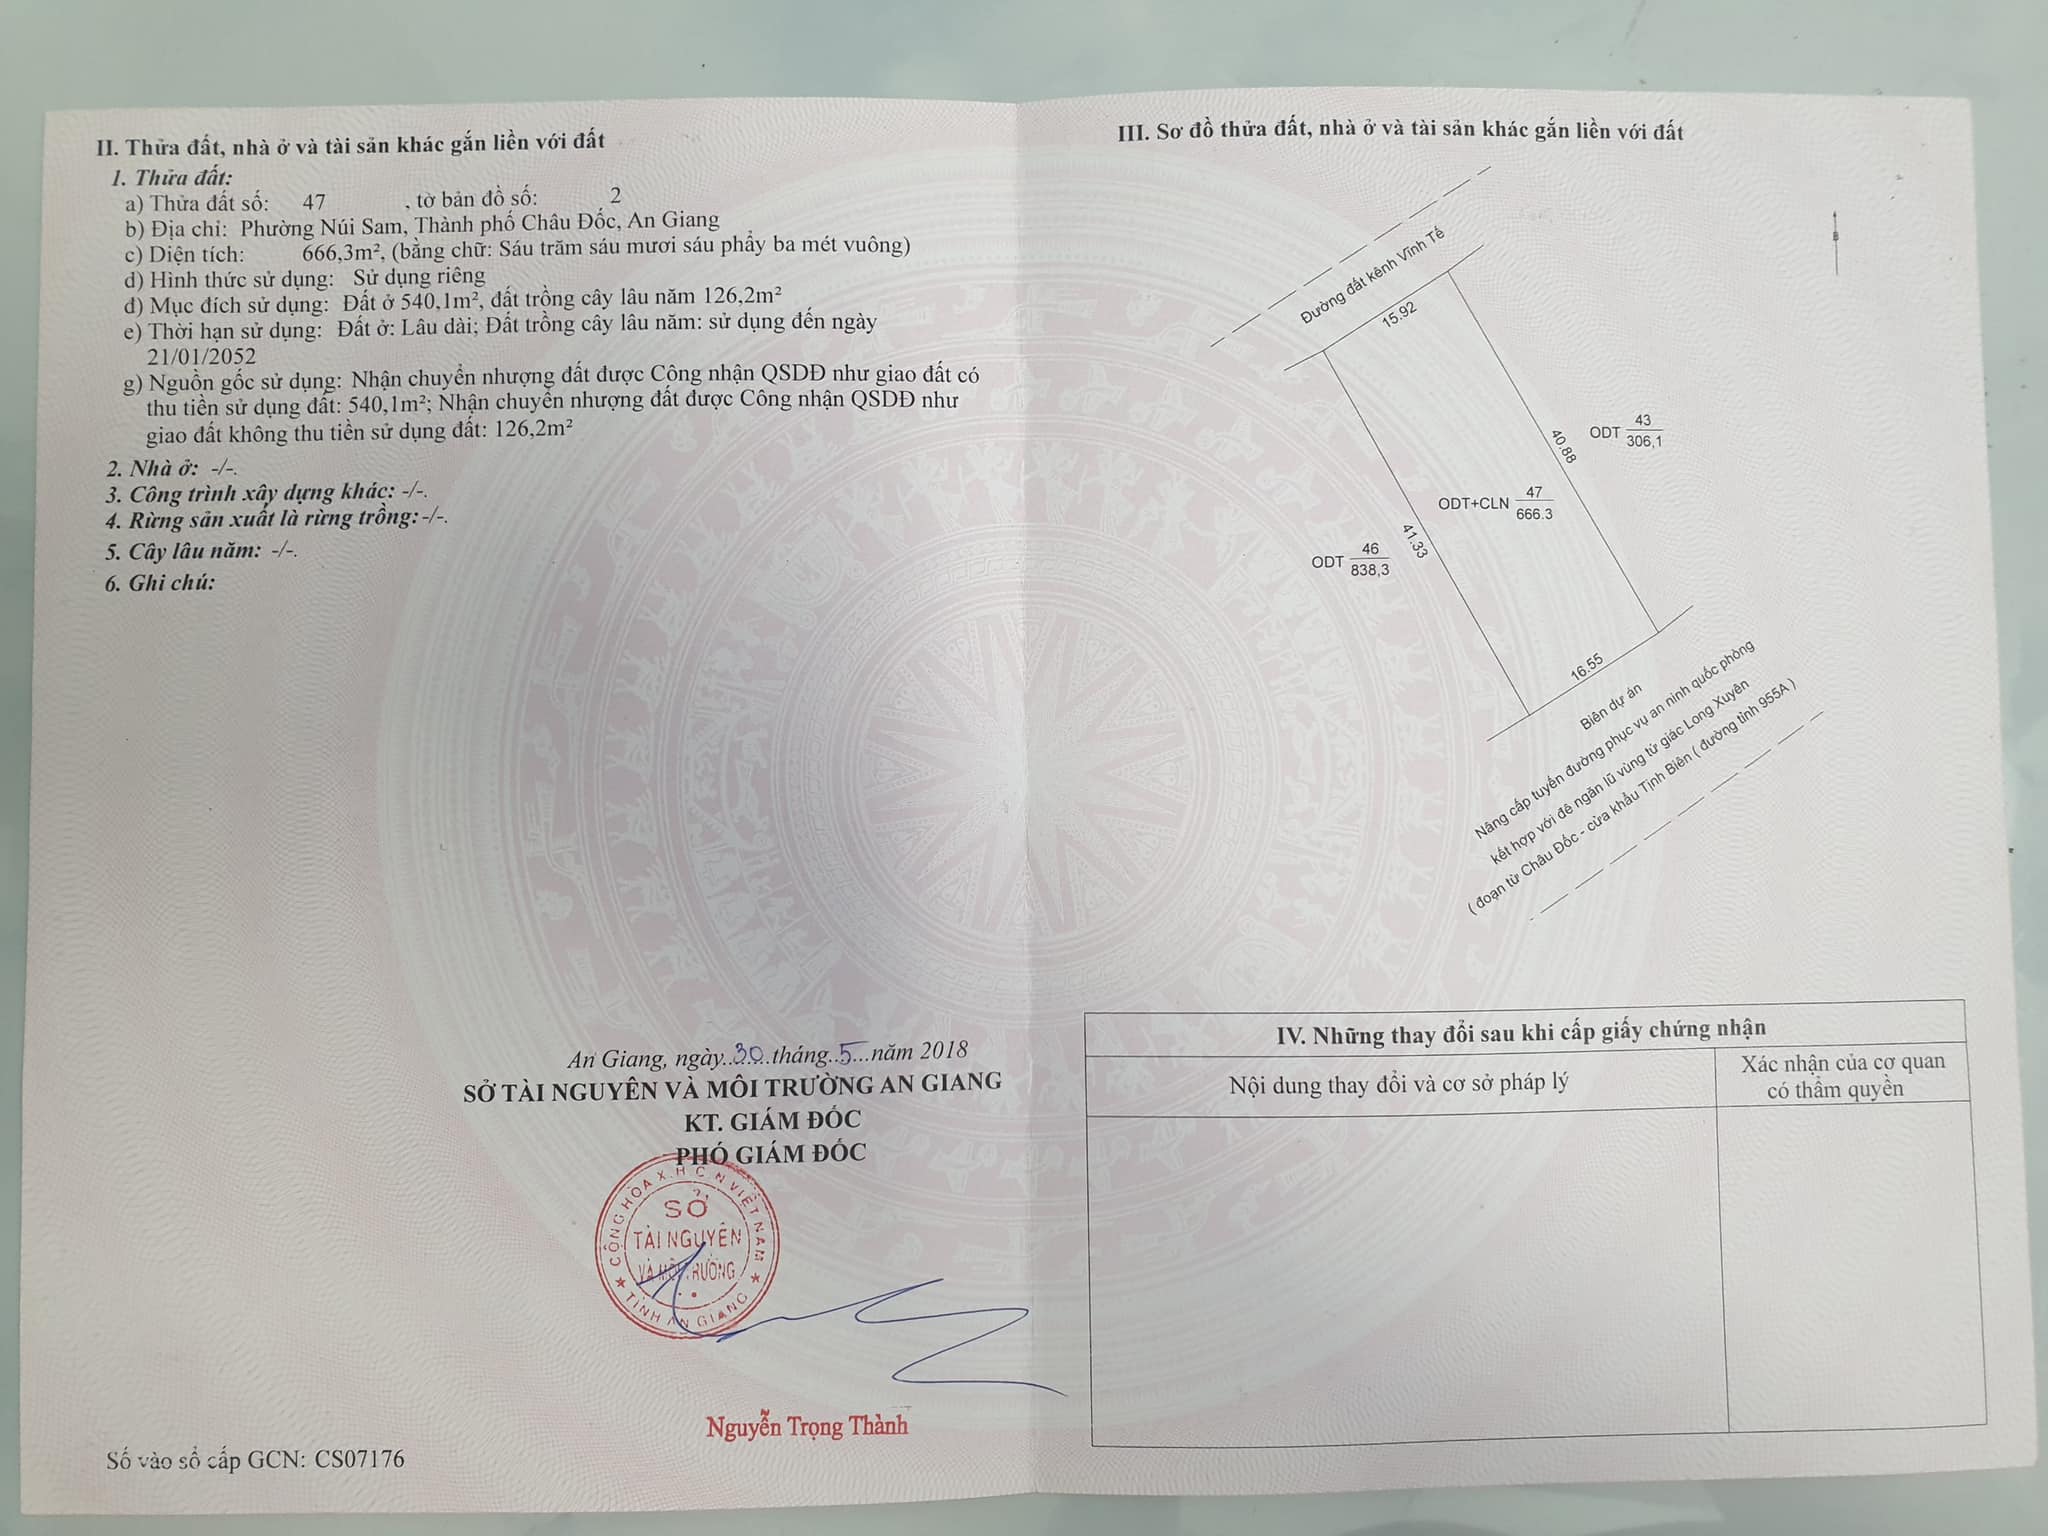 II. Thửa đất, nhà ở và tài sản khác gắn liền với đất
1. Thửa đất:
a) Thửa đất số: 47 , tờ bản đồ số: 2
b) Địa chỉ: Phường Núi Sam, Thành phố Châu Đốc, An Giang
c) Diện tích: 666,3m², (bằng chữ: Sáu trăm sáu mươi sáu phẩy ba mét vuông)
d) Hình thức sử dụng: Sử dụng riêng
đ) Mục đích sử dụng: Đất ở 540,1m², đất trồng cây lâu năm 126,2m²
e) Thời hạn sử dụng: Đất ở: Lâu dài; Đất trồng cây lâu năm: sử dụng đến ngày
21/01/2052
g) Nguồn gốc sử dụng: Nhận chuyển nhượng đất được Công nhận QSDĐ như giao đất có
thu tiền sử dụng đất: 540,1m²; Nhận chuyển nhượng đất được Công nhận QSDĐ như
giao đất không thu tiền sử dụng đất: 126,2m²
2. Nhà ở: -/-.
3. Công trình xây dựng khác: -/-.
4. Rừng sản xuất là rừng trồng: -/-.
5. Cây lâu năm: -/-.
6. Ghi chú:
An Giang, ngày 30 tháng 5 năm 2018
SỞ TÀI NGUYÊN VÀ MÔI TRƯỜNG AN GIANG
KT. GIÁM ĐỐC
PHÓ GIÁM ĐỐC
CỘNG HÒA X.H.C.N VIỆT NAM
SỞ
TÀI NGUYÊN
VÀ MÔI TRƯỜNG
TỈNH AN GIANG
Nguyễn Trọng Thành
Số vào sổ cấp GCN: CS07176
III. Sơ đồ thửa đất, nhà ở và tài sản khác gắn liền với đất
B
Đường đất kênh Vĩnh Tế
15.92
40.88
ODT 43
306,1
ODT+CLN 47
666.3
41.33
ODT 46
838,3
16.55
Biên dự án
Nâng cấp tuyến đường phục vụ an ninh quốc phòng
kết hợp với đê ngăn lũ vùng tứ giác Long Xuyên
( đoạn từ Châu Đốc - cửa khẩu Tịnh Biên ( đường tỉnh 955A )
IV. Những thay đổi sau khi cấp giấy chứng nhận
Nội dung thay đổi và cơ sở pháp lý
Xác nhận của cơ quan
có thẩm quyền